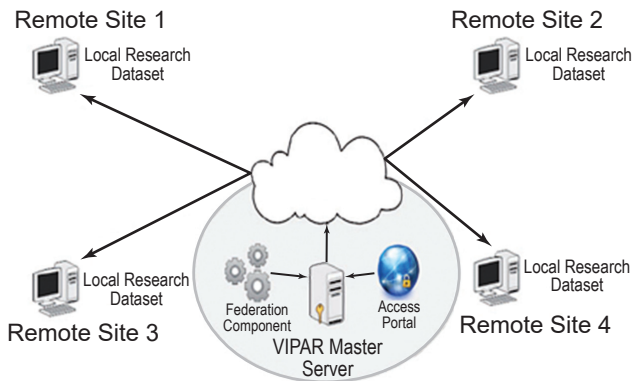 Remote Site 1
Local Research
Dataset
Remote Site 2
Local Research
Dataset
Local Research
Dataset
Remote Site 3
Federation
Component
Access
Portal
VIPAR Master
Server
Local Research
Dataset
Remote Site 4